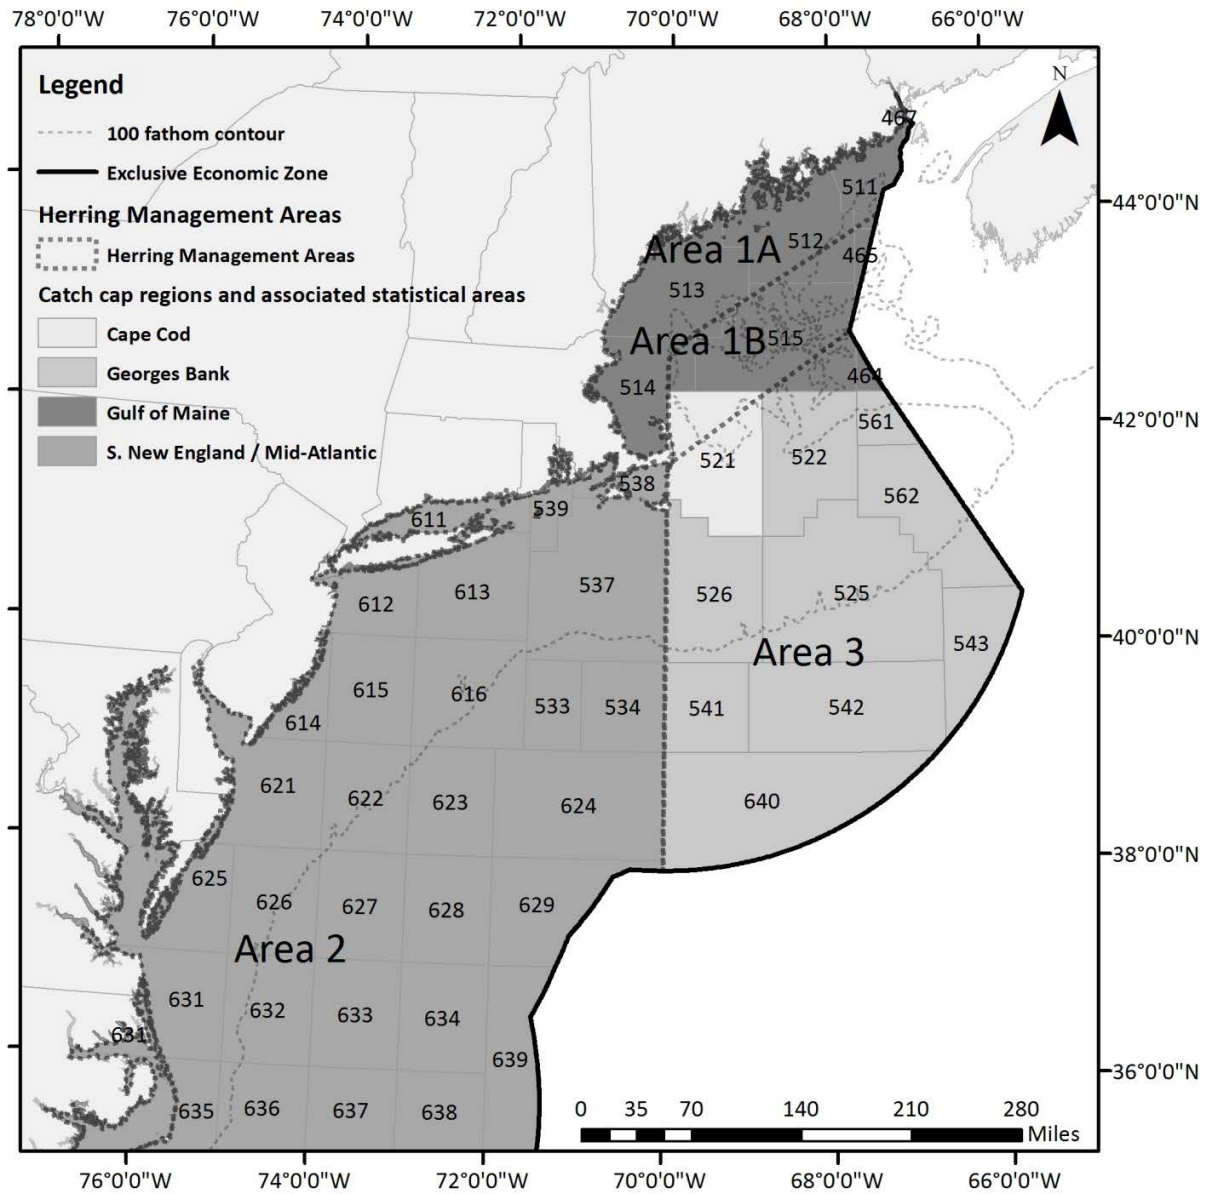 78°0'0"W 76°0'0"W 74°0'0"W 72°0'0"W 70°0'0"W 68°0'0"W 66°0'0"W
Legend
100 fathom contour
Exclusive Economic Zone
Herring Management Areas
Herring Management Areas
Catch cap regions and associated statistical areas
Cape Cod
Georges Bank
Gulf of Maine
S. New England / Mid-Atlantic
N
467
511
44°0'0"N
Area 1A
512
465
513
Area 1B
515
464
514
42°0'0"N
561
521
522
538
562
539
611
537
526
525
613
612
40°0'0"N
543
Area 3
615
616
533
534
541
542
614
621
622
623
624
640
38°0'0"N
625
626
627
628
629
Area 2
631
632
633
634
631
639
36°0'0"N
635
636
637
638
0 35 70 140 210 280
Miles
76°0'0"W 74°0'0"W 72°0'0"W 70°0'0"W 68°0'0"W 66°0'0"W